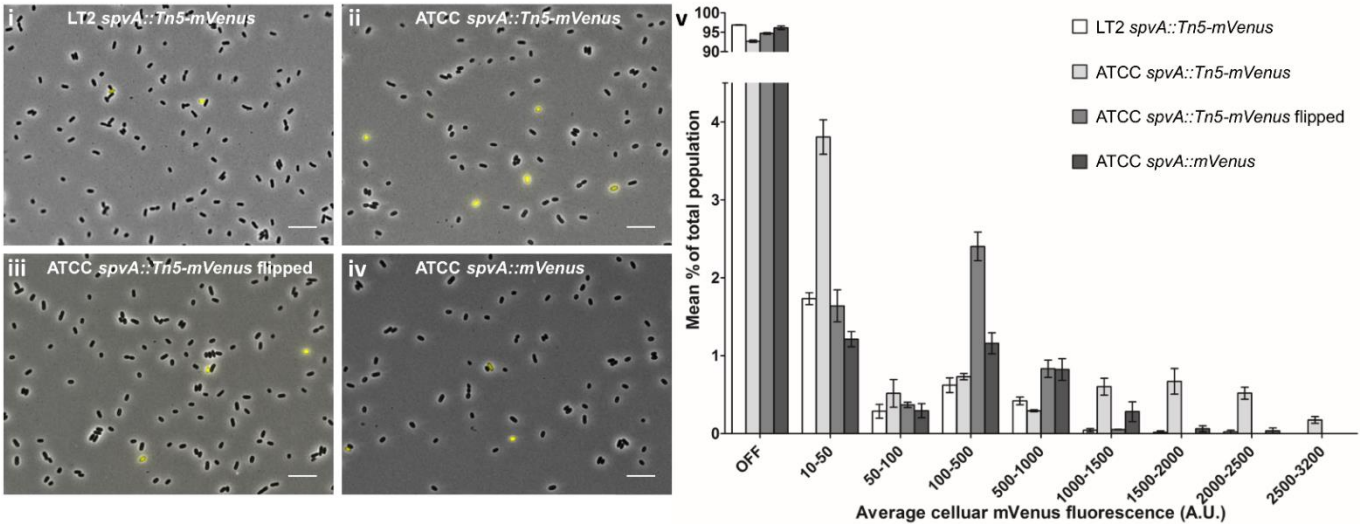 i
LT2 spvA::Tn5-mVenus
ii
ATCC spvA::Tn5-mVenus
iii
ATCC spvA::Tn5-mVenus flipped
iv
ATCC spvA::mVenus
v
100
95
90
4
3
2
1
0
Mean % of total population
LT2 spvA::Tn5-mVenus
ATCC spvA::Tn5-mVenus
ATCC spvA::Tn5-mVenus flipped
ATCC spvA::mVenus
OFF
10-50
50-100
100-500
500-1000
1000-1500
1500-2000
2000-2500
2500-3200
Average celluar mVenus fluorescence (A.U.)